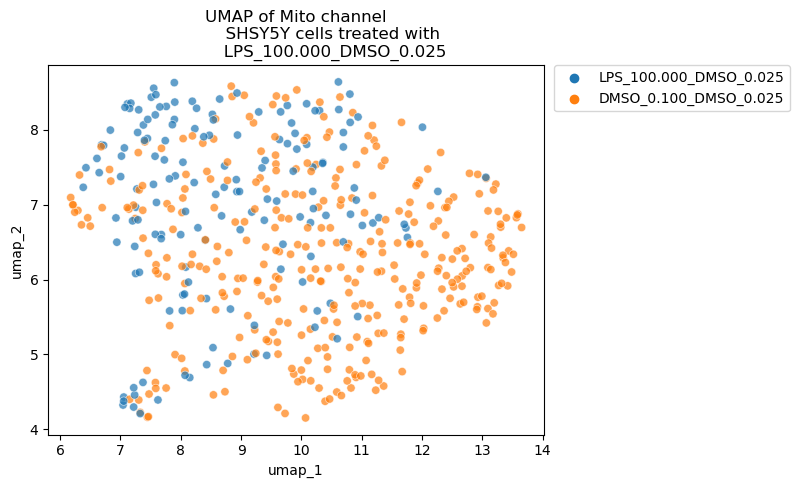 UMAP of Mito channel
SHSY5Y cells treated with
LPS_100.000_DMSO_0.025
LPS_100.000_DMSO_0.025
DMSO_0.100_DMSO_0.025
umap_2
8
7
6
5
4
6 7 8 9 10 11 12 13 14
umap_1